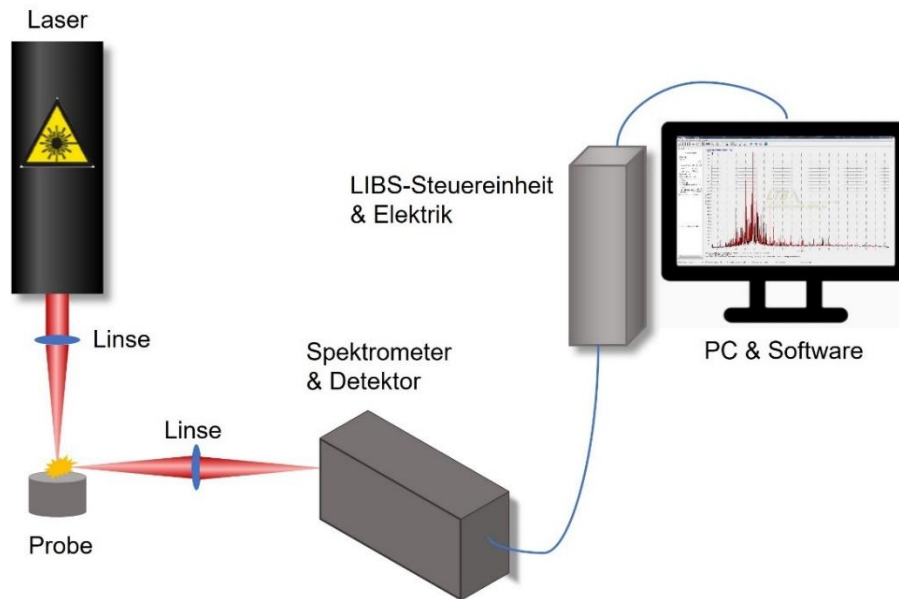 Laser
LIBS-Steuereinheit
& Elektrik
Linse
PC & Software
Spektrometer
& Detektor
Linse
Probe